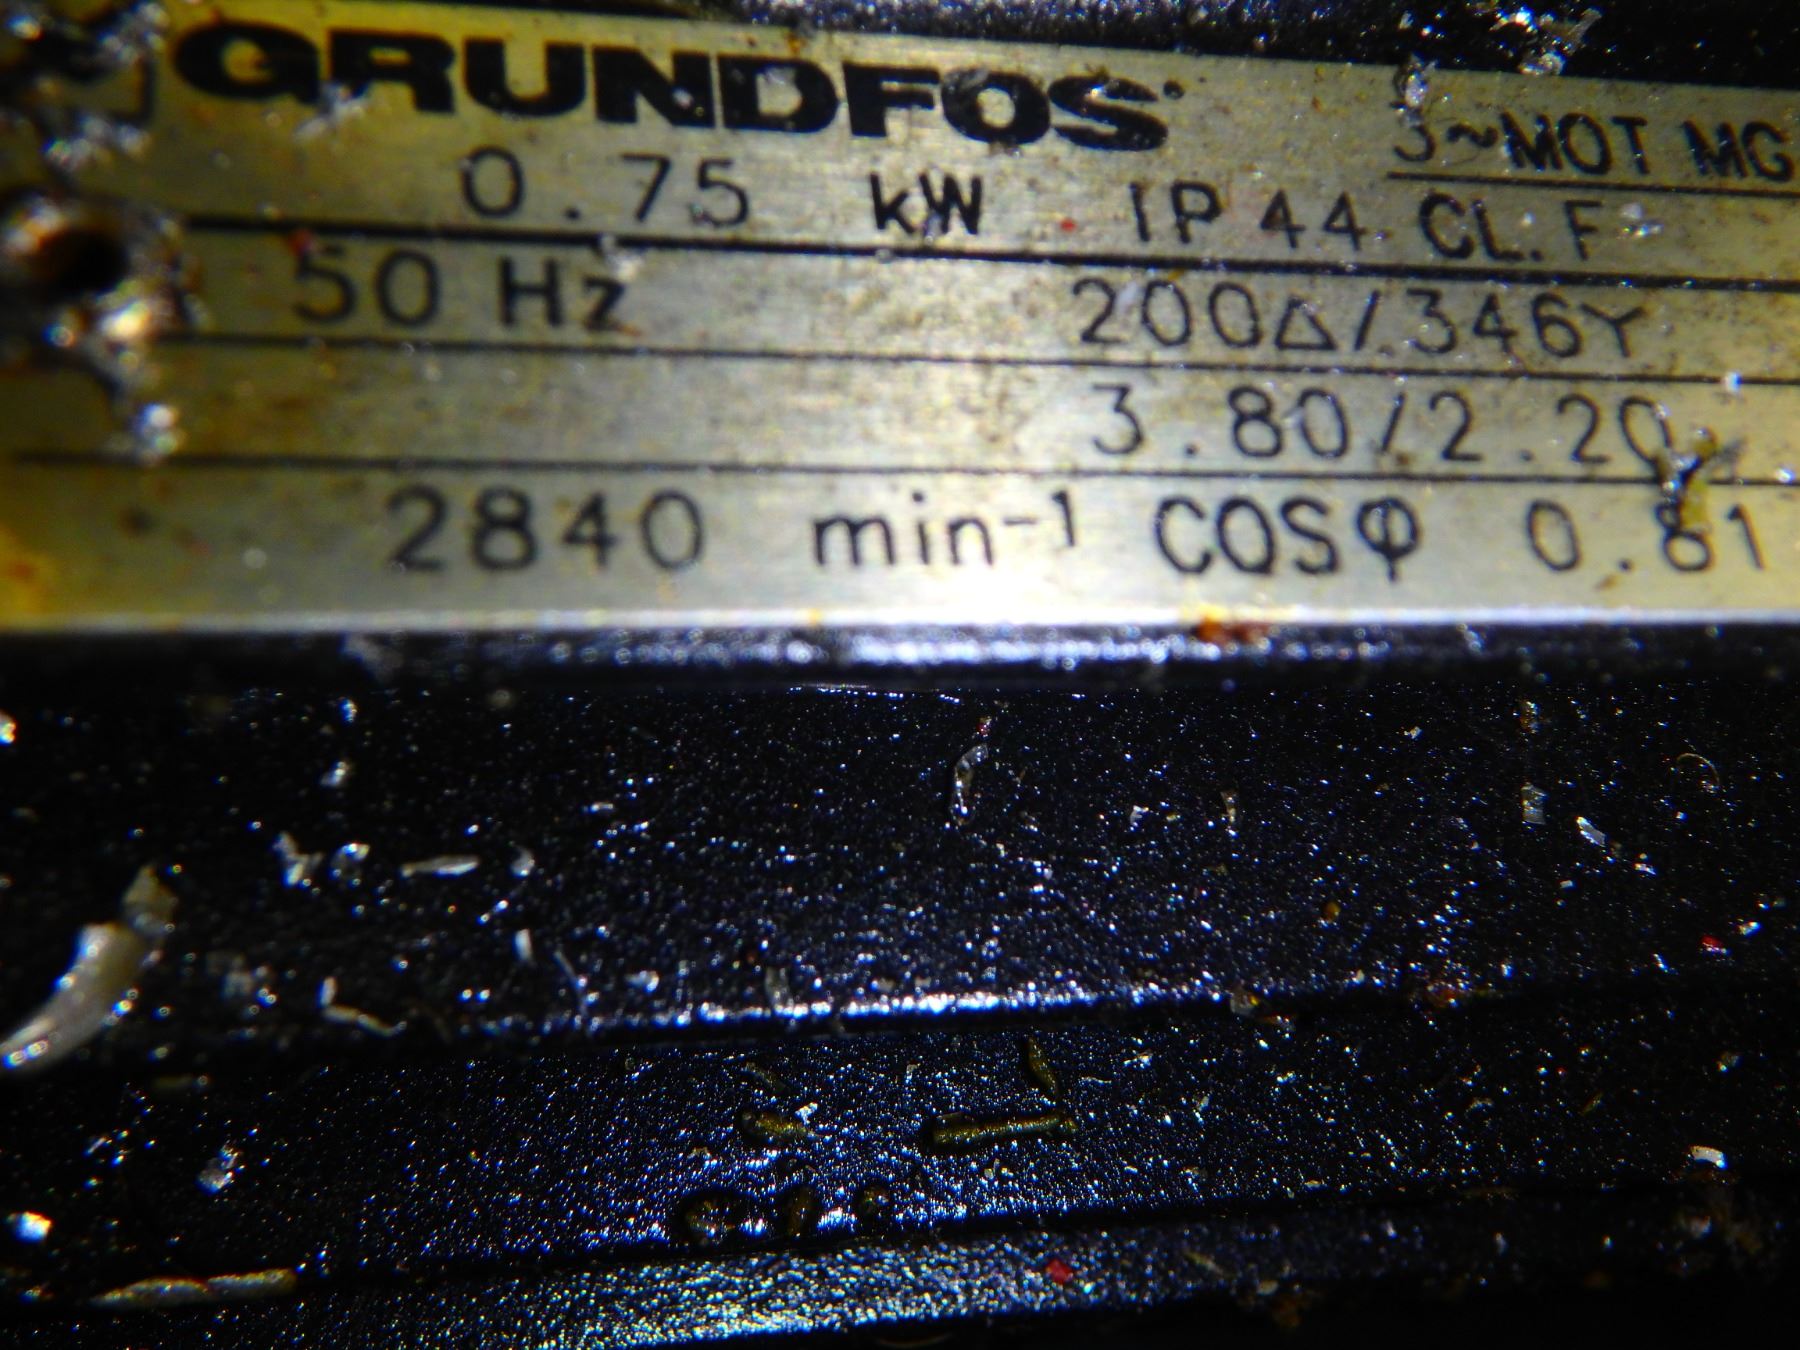 GRUNDFOS
3~MOT MG
0.75 kW IP 44 CL. F
50 Hz 200Δ/346Y
3.80/2.20
2840 min⁻¹ COSφ 0.81